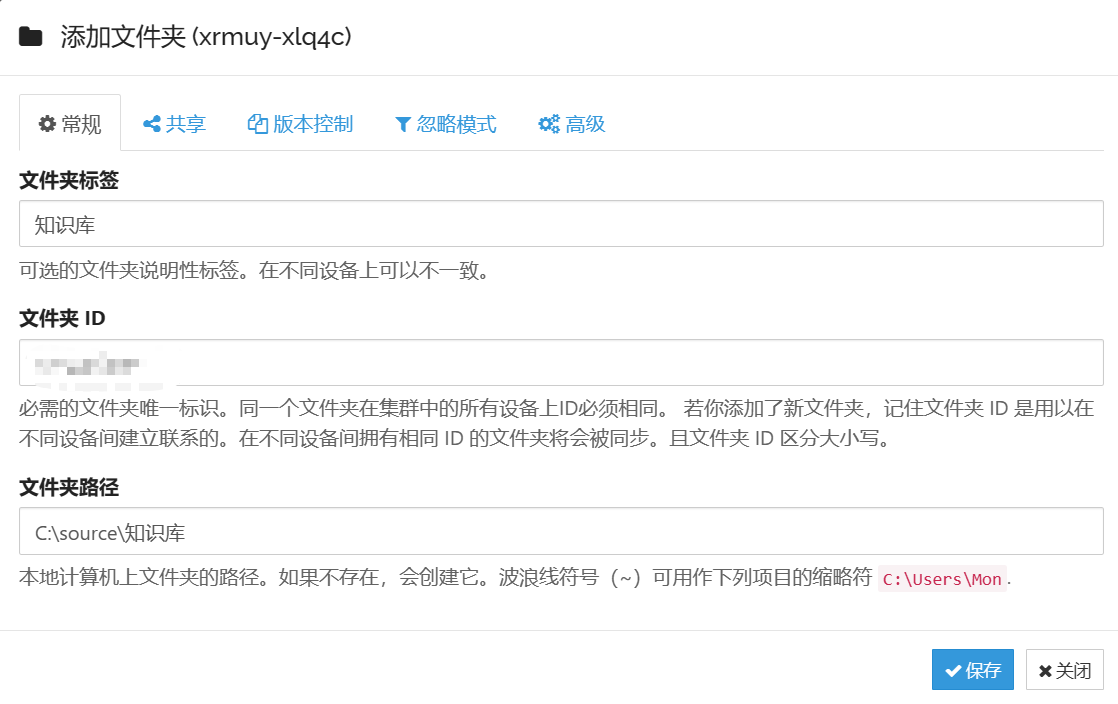 添加文件夹 (xrmuy-xlq4c)
常规 共享 版本控制 忽略模式 高级
文件夹标签
知识库
可选的文件夹说明性标签。在不同设备上可以不一致。
文件夹 ID
必需的文件夹唯一标识。同一个文件夹在集群中的所有设备上ID必须相同。 若你添加了新文件夹，记住文件夹 ID 是用以在
不同设备间建立联系的。在不同设备间拥有相同 ID 的文件夹将会被同步。且文件夹 ID 区分大小写。
文件夹路径
C:\source\知识库
本地计算机上文件夹的路径。如果不存在，会创建它。波浪线符号（~）可用作下列项目的缩略符 C:\Users\Mon .
保存 关闭